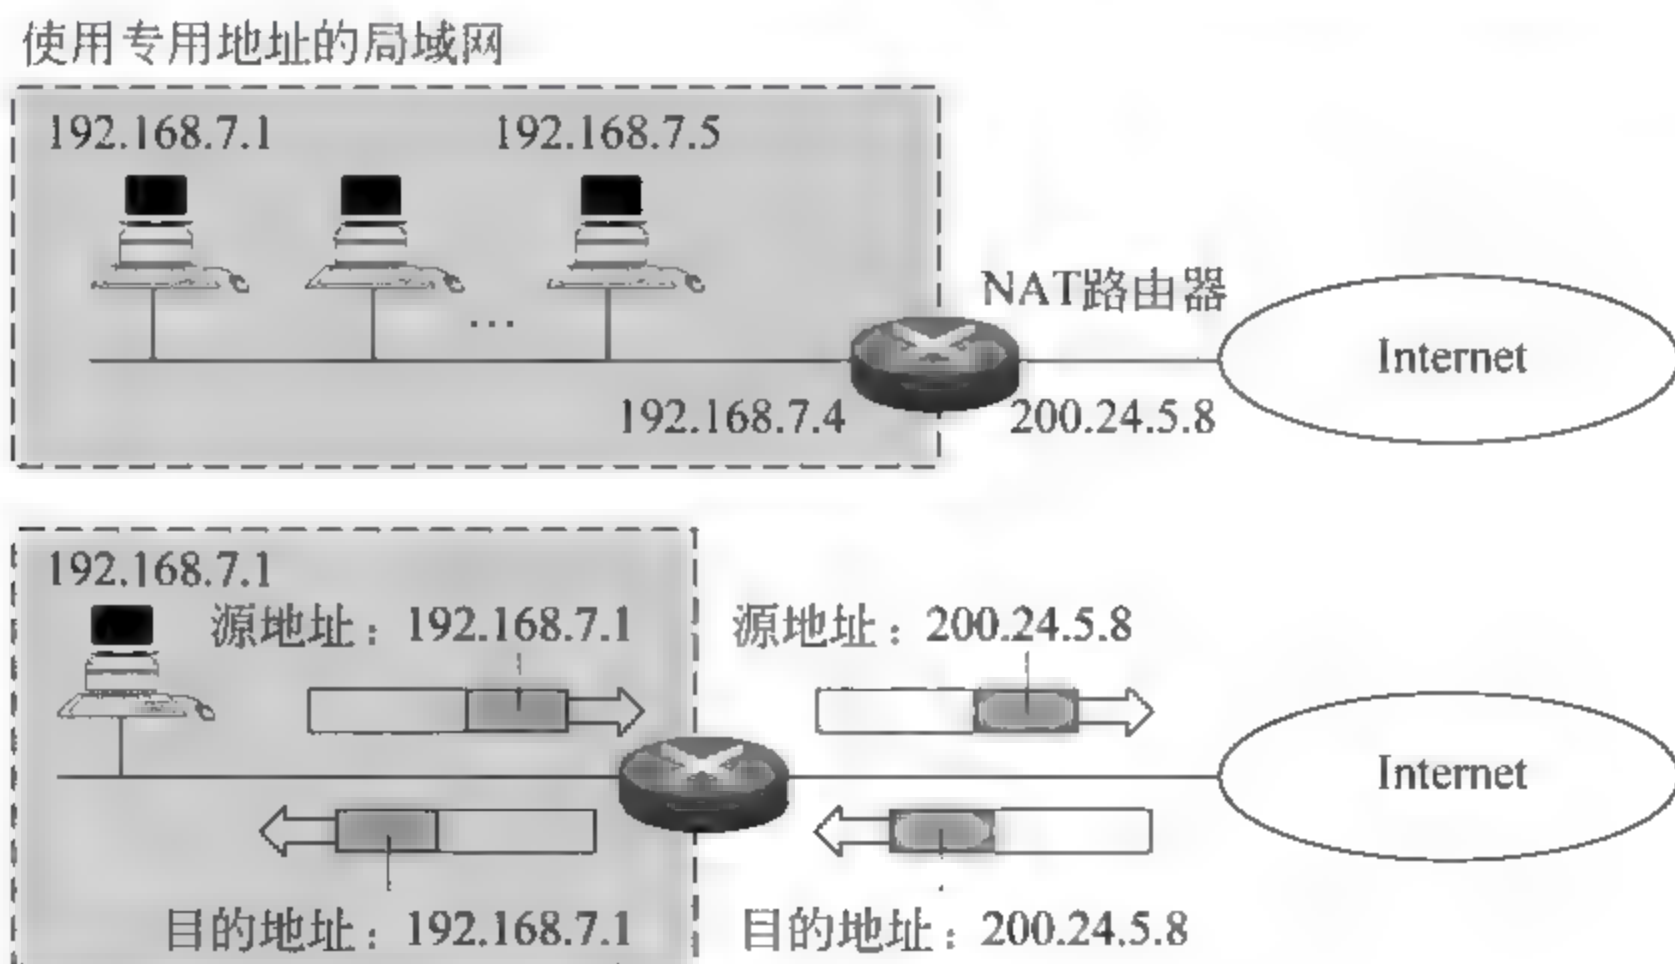 使用专用地址的局域网
192.168.7.1
192.168.7.5
...
NAT路由器
Internet
192.168.7.4
200.24.5.8
192.168.7.1
源地址：192.168.7.1
源地址：200.24.5.8
Internet
目的地址：192.168.7.1
目的地址：200.24.5.8